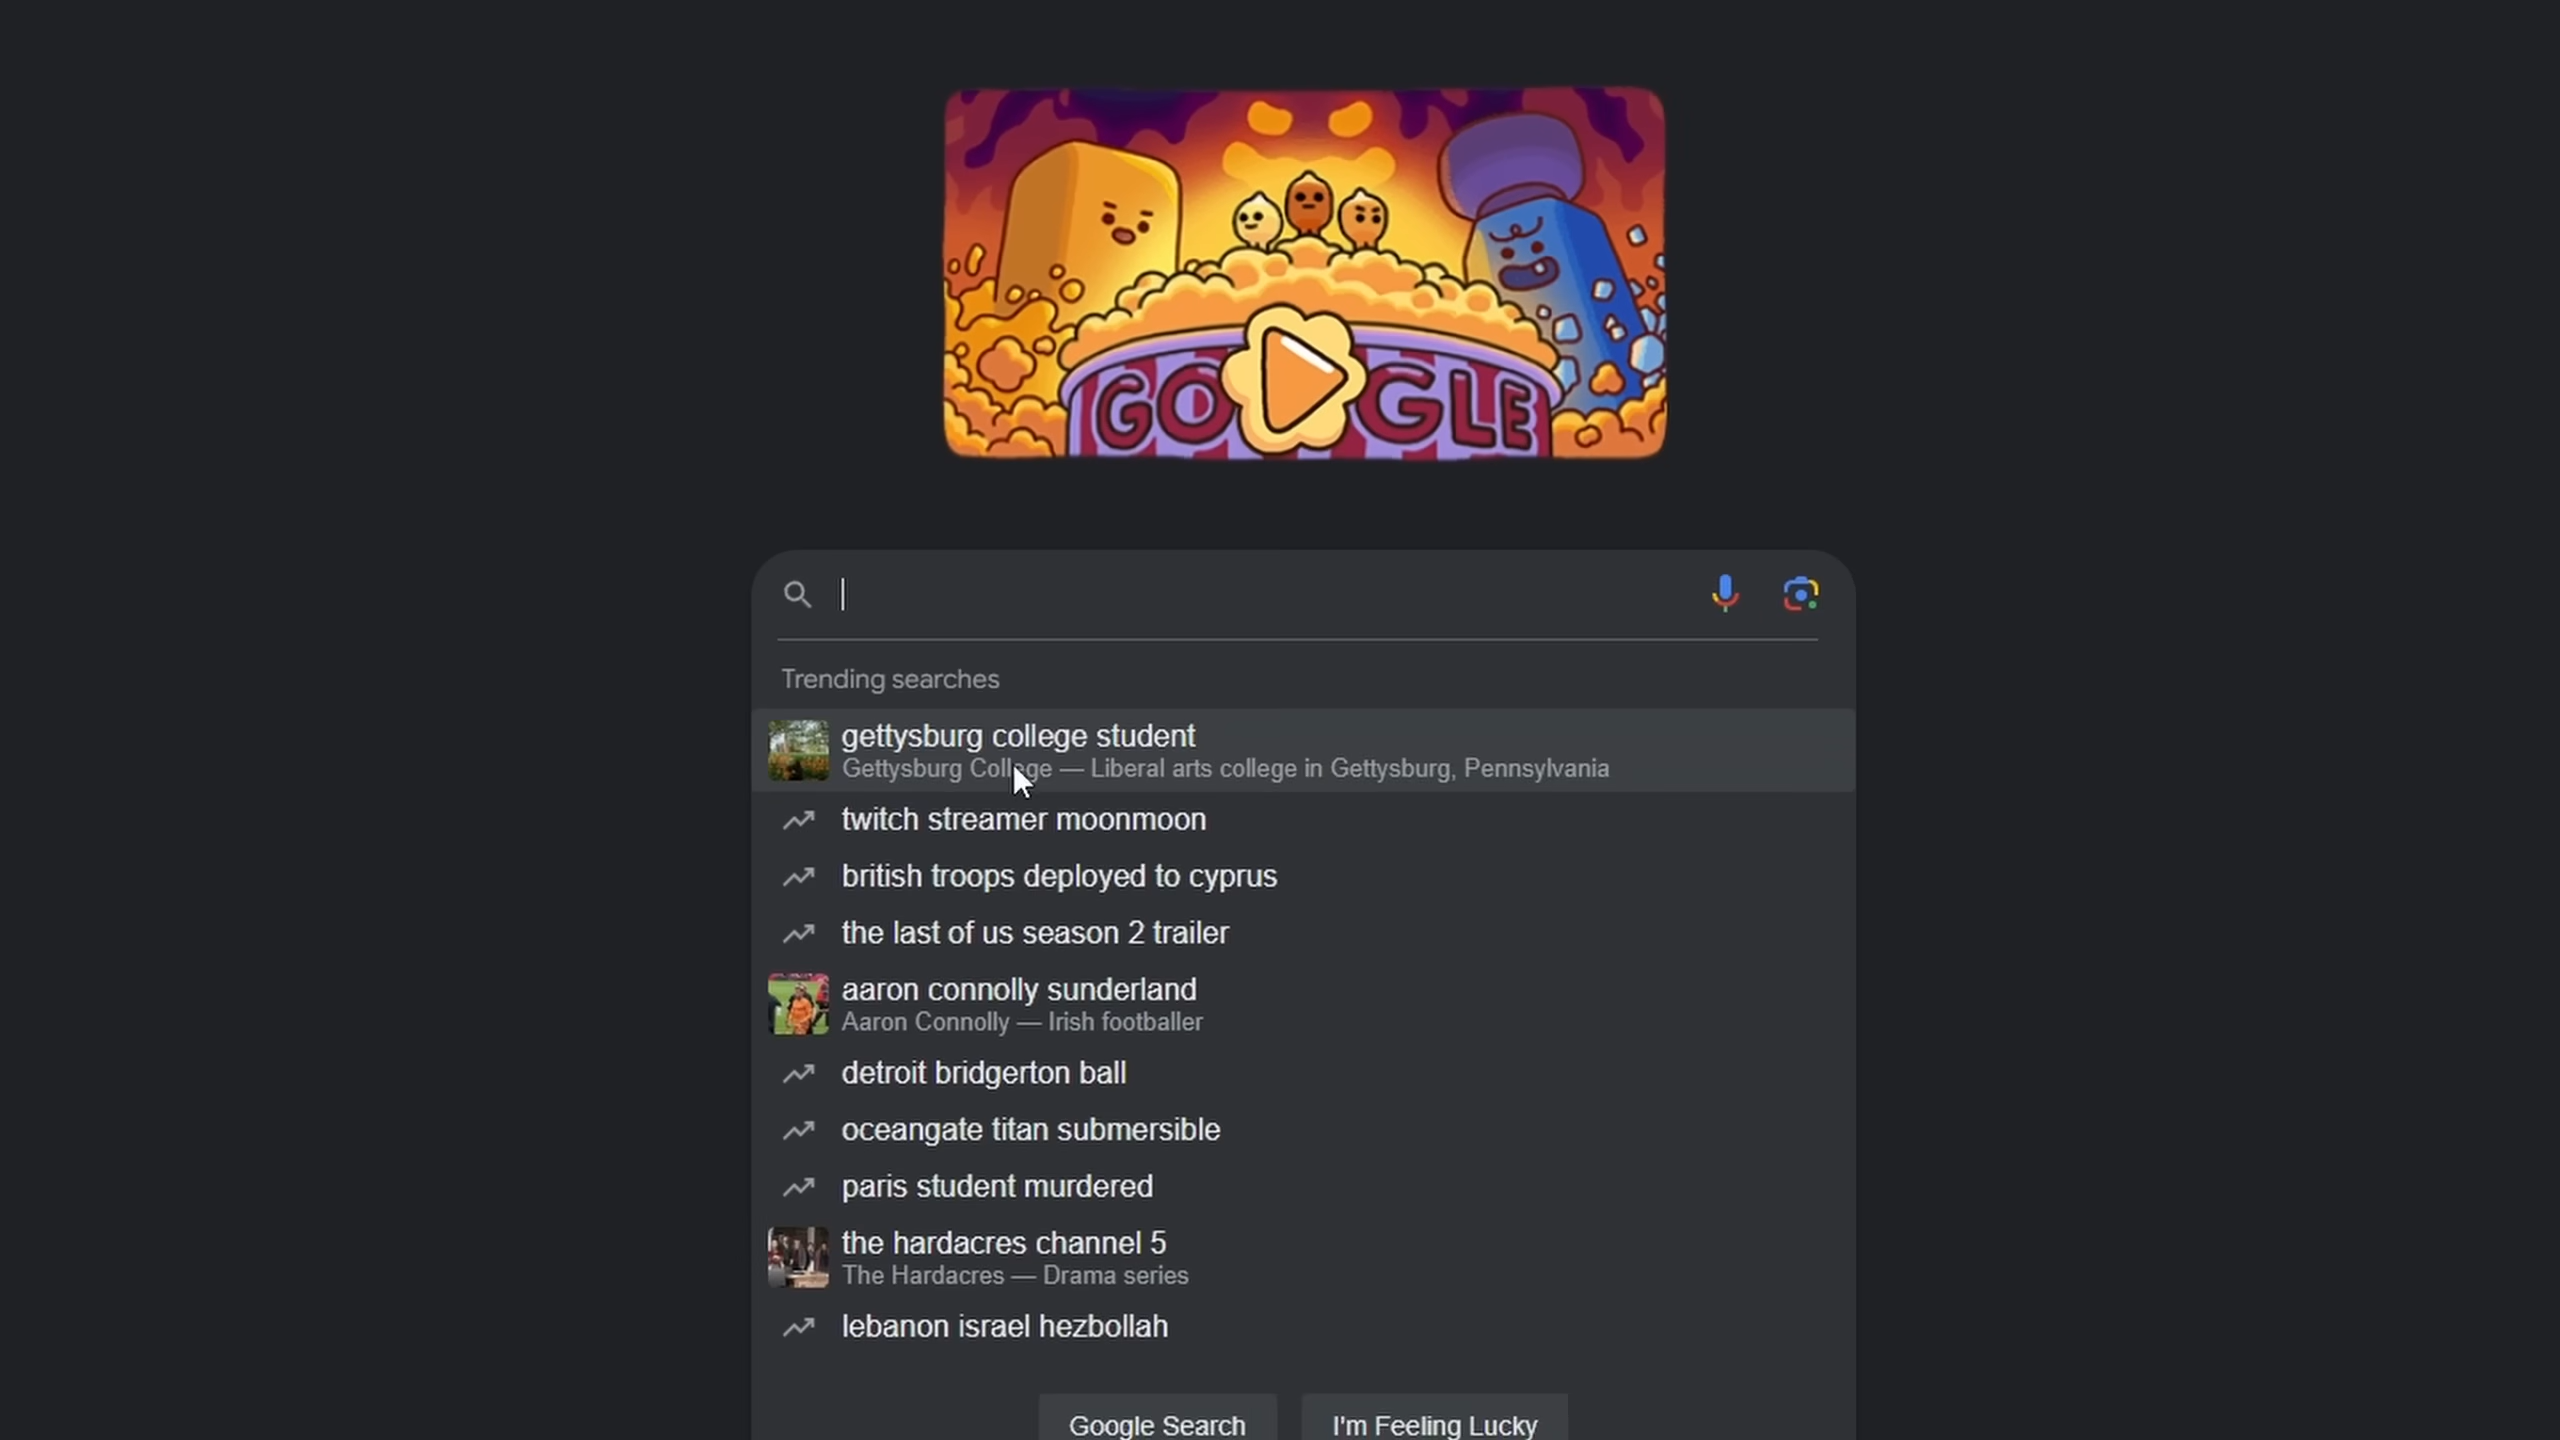 GOOGLE
Trending searches
gettysburg college student
Gettysburg College — Liberal arts college in Gettysburg, Pennsylvania
twitch streamer moonmoon
british troops deployed to cyprus
the last of us season 2 trailer
aaron connolly sunderland
Aaron Connolly — Irish footballer
detroit bridgerton ball
oceangate titan submersible
paris student murdered
the hardacres channel 5
The Hardacres — Drama series
lebanon israel hezbollah
Google Search I'm Feeling Lucky